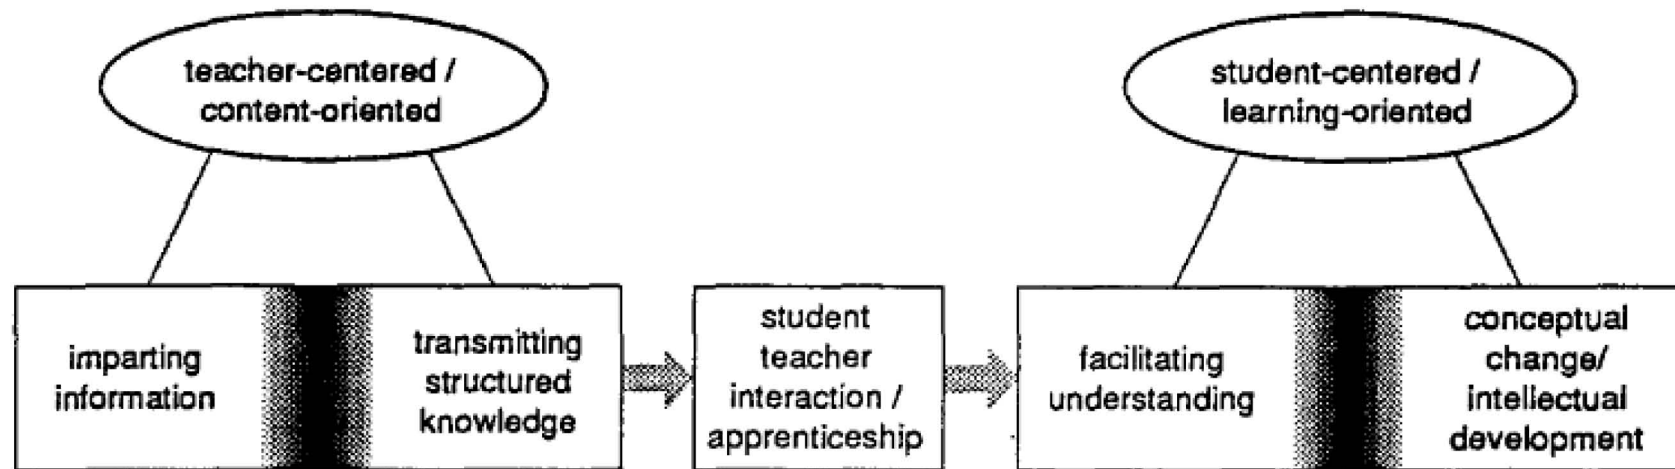 teacher-centered /
content-oriented
student-centered /
learning-oriented
imparting
information
transmitting
structured
knowledge
student
teacher
interaction /
apprenticeship
facilitating
understanding
conceptual
change/
intellectual
development